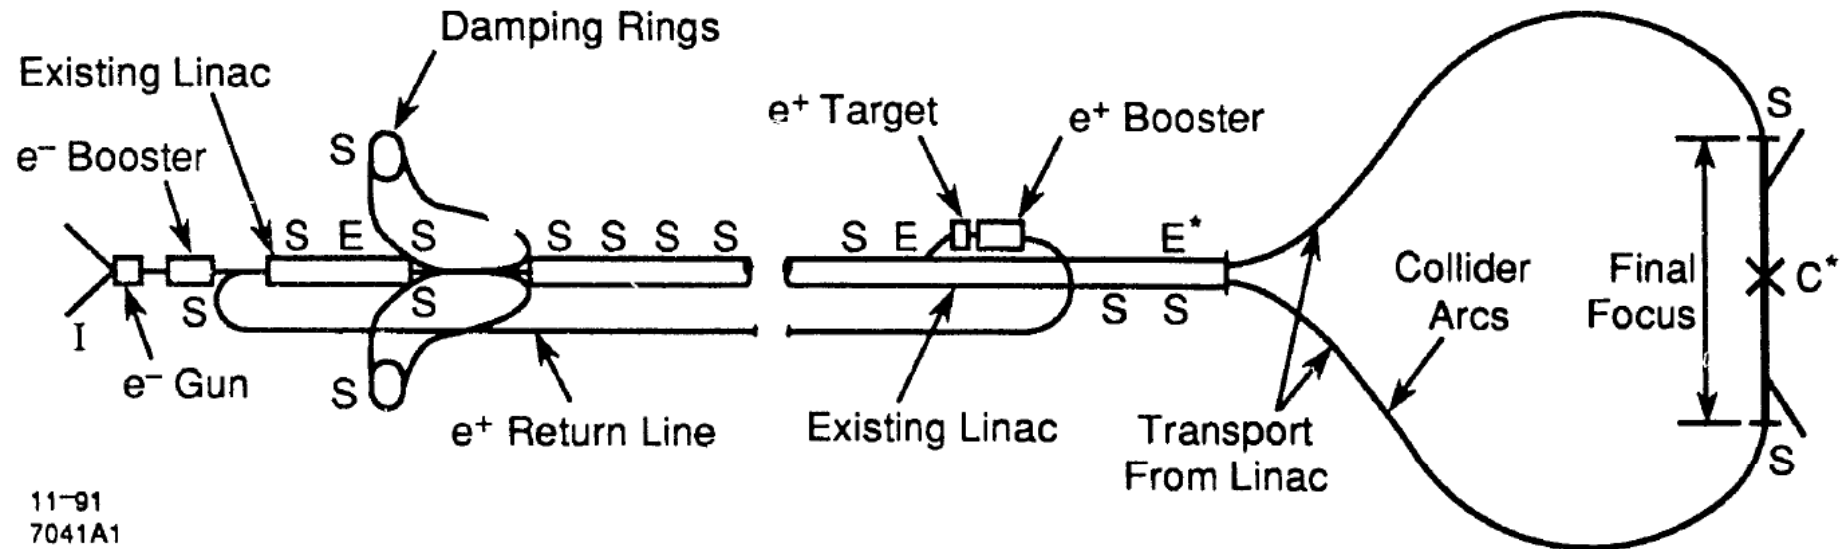 Damping Rings
Existing Linac
e⁻ Booster
e⁺ Target
e⁺ Booster
S
S
S E S
S S S S
S E
E*
S
S
S S
I
e⁻ Gun
S
e⁺ Return Line
Existing Linac
Transport
From Linac
Collider
Arcs
Final
Focus
C*
S
11-91
7041A1